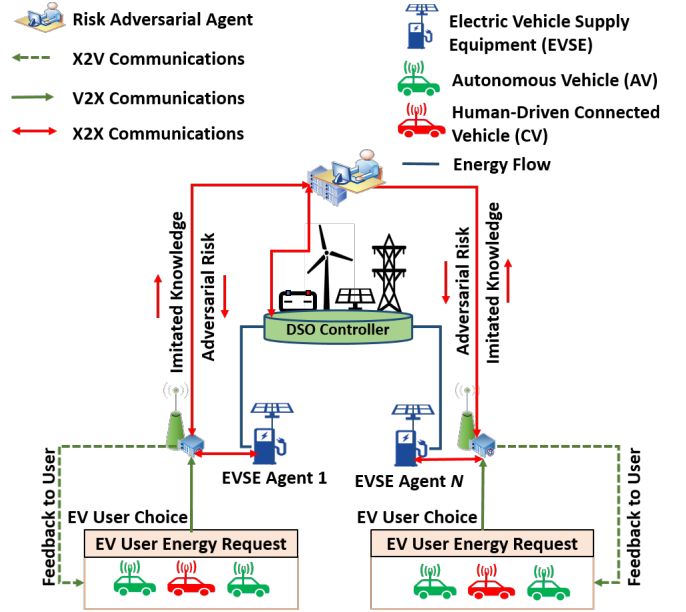 Risk Adversarial Agent
X2V Communications
V2X Communications
X2X Communications
Electric Vehicle Supply
Equipment (EVSE)
Autonomous Vehicle (AV)
Human-Driven Connected
Vehicle (CV)
Energy Flow
Imitated Knowledge
Adversarial Risk
Adversarial Risk
Imitated Knowledge
DSO Controller
EVSE Agent 1
EVSE Agent N
Feedback to User
EV User Choice
EV User Energy Request
EV User Choice
EV User Energy Request
Feedback to User